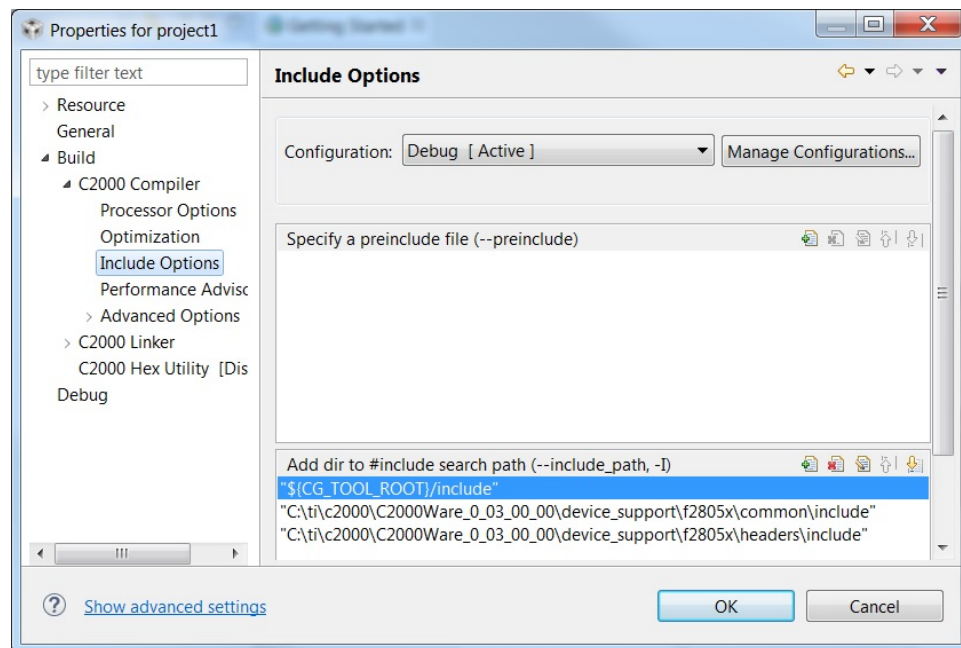 Properties for project1
Getting Started
type filter text
Resource
General
Build
C2000 Compiler
Processor Options
Optimization
Include Options
Performance Advisc
Advanced Options
C2000 Linker
C2000 Hex Utility [Dis
Debug
Include Options
Configuration: Debug [ Active ] Manage Configurations...
Specify a preinclude file (--preinclude)
Add dir to #include search path (--include_path, -I)
"${CG_TOOL_ROOT}/include"
"C:\ti\c2000\C2000Ware_0_03_00_00\device_support\f2805x\common\include"
"C:\ti\c2000\C2000Ware_0_03_00_00\device_support\f2805x\headers\include"
Show advanced settings
OK Cancel